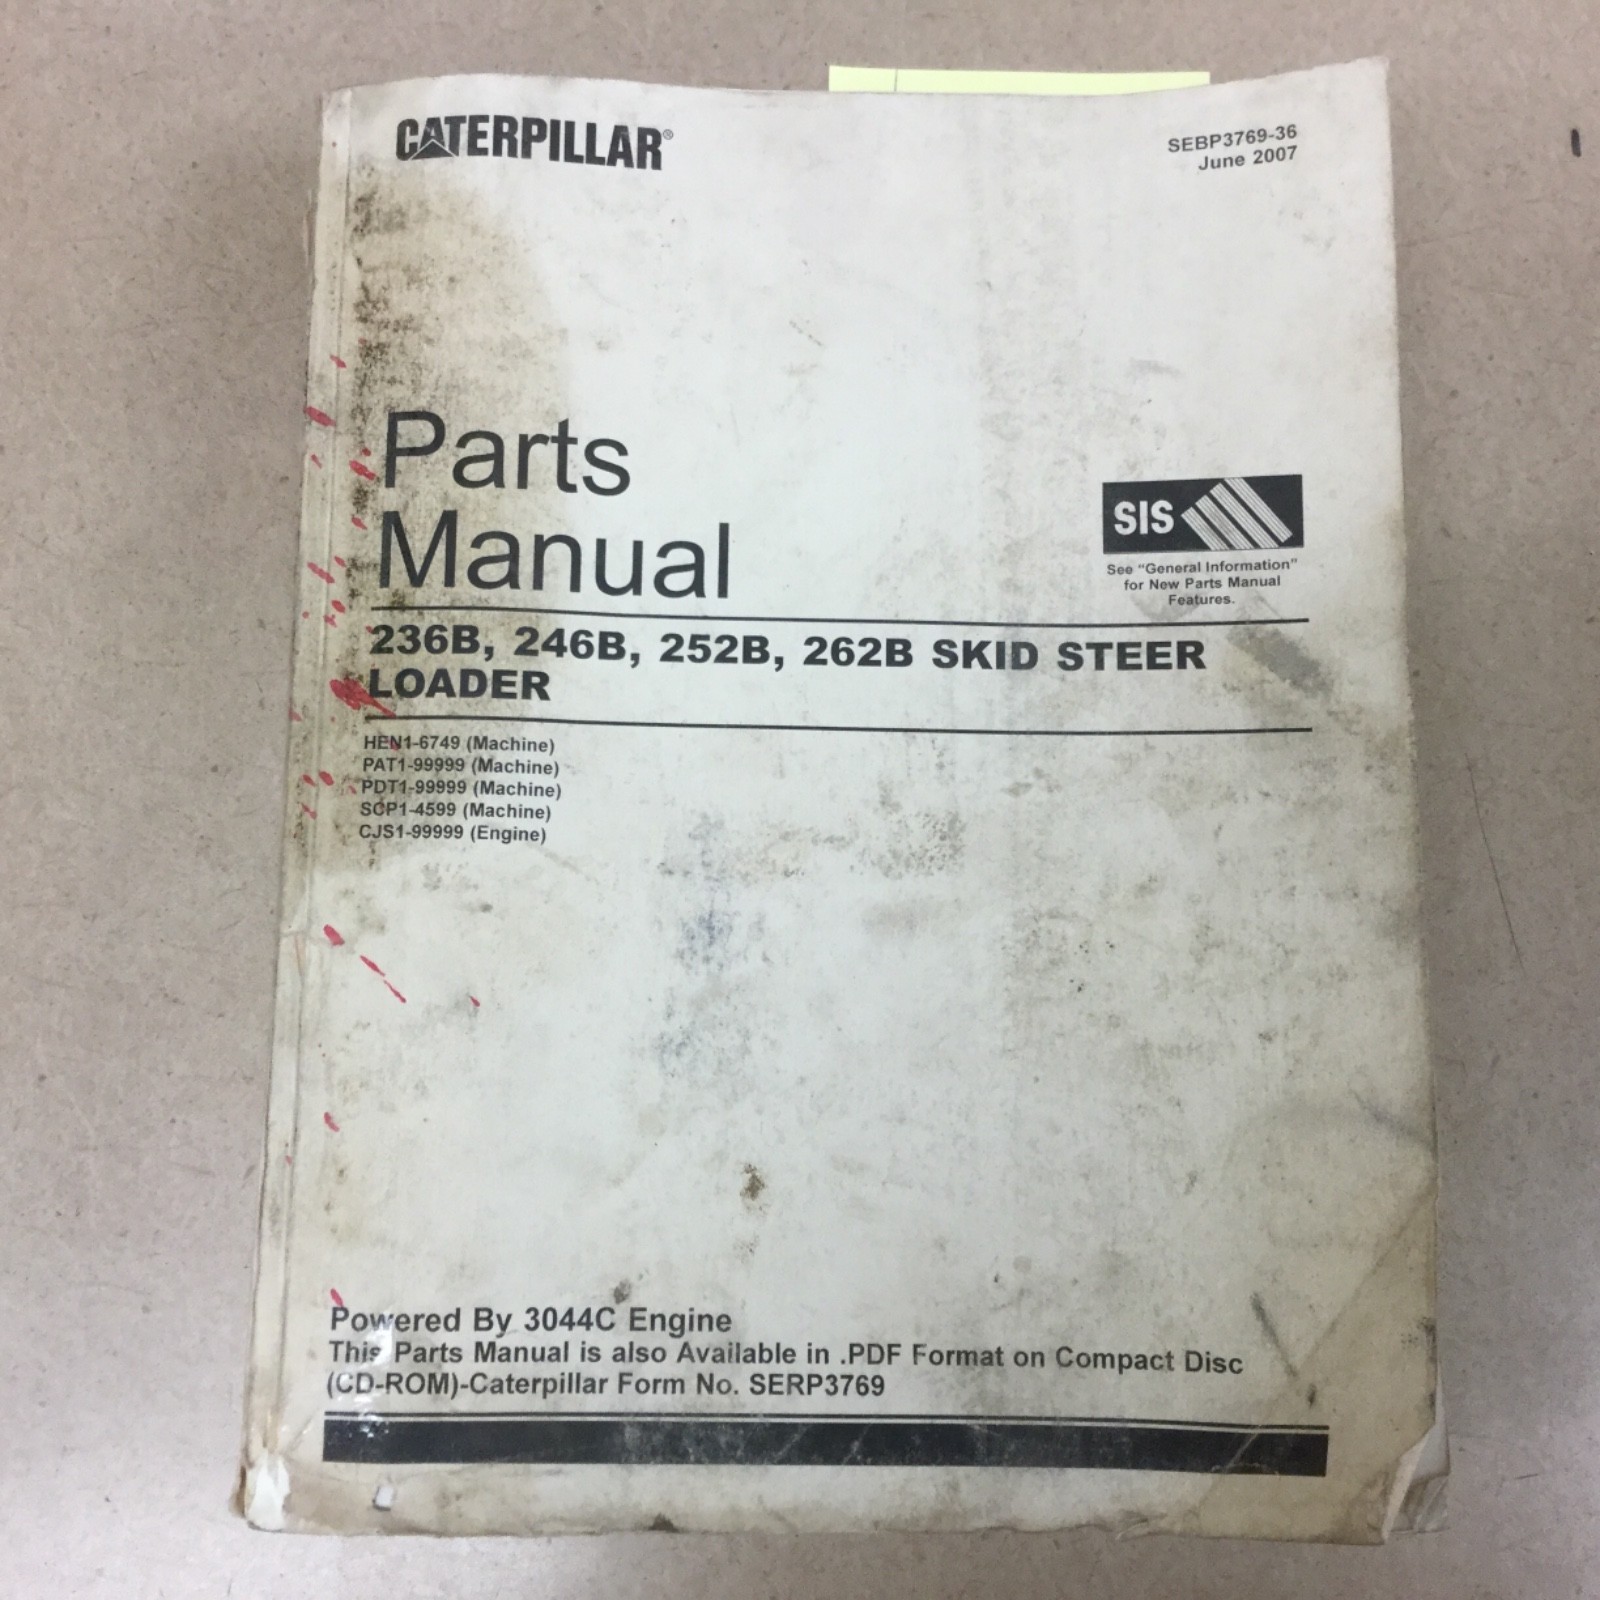 CATERPILLAR®
SEBP3769-36
June 2007
Parts
Manual
SIS
See "General Information"
for New Parts Manual
Features.
236B, 246B, 252B, 262B SKID STEER
LOADER
HEN1-6749 (Machine)
PAT1-99999 (Machine)
PDT1-99999 (Machine)
SCP1-4599 (Machine)
CJS1-99999 (Engine)
Powered By 3044C Engine
This Parts Manual is also Available in .PDF Format on Compact Disc
(CD-ROM)-Caterpillar Form No. SERP3769